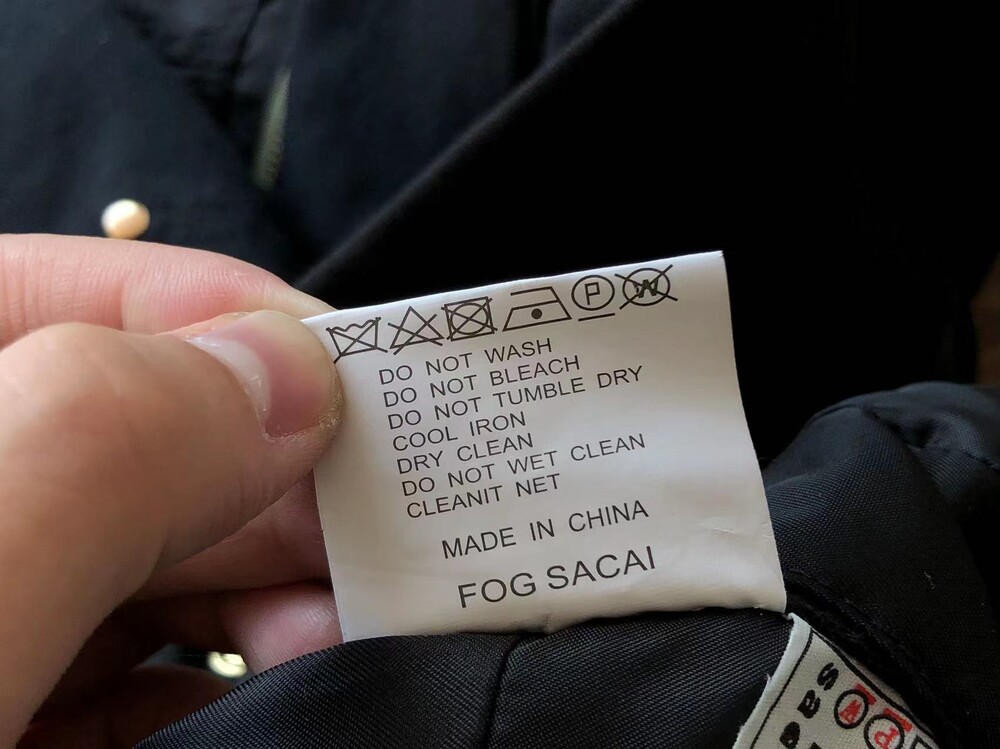 P W
DO NOT WASH
DO NOT BLEACH
DO NOT TUMBLE DRY
COOL IRON
DRY CLEAN
DO NOT WET CLEAN
CLEANIT NET
MADE IN CHINA
FOG SACAI